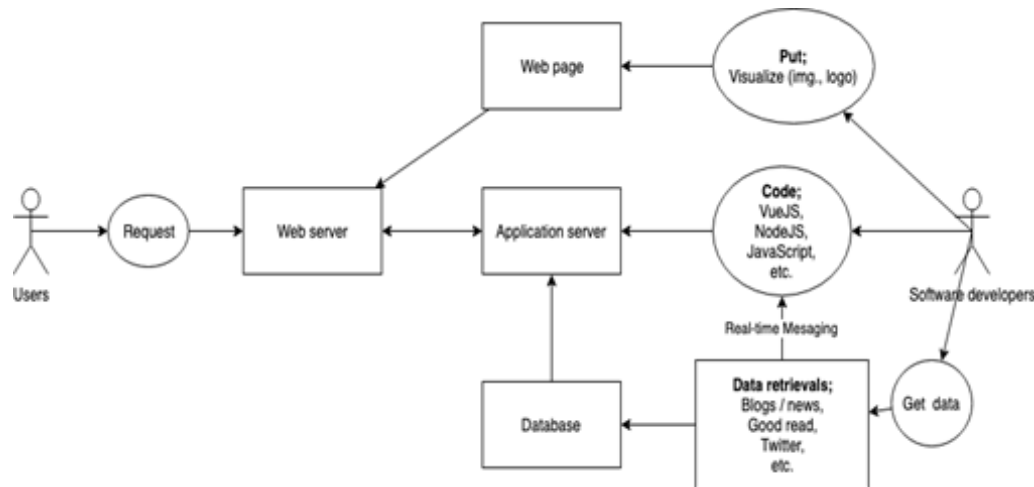 Put;
Visualize (img., logo)
Web page
Code;
VueJS,
NodeJS,
JavaScript,
etc.
Request
Web server
Application server
Users
Software developers
Real-time Mesaging
Data retrievals;
Blogs / news,
Good read,
Twitter,
etc.
Get data
Database